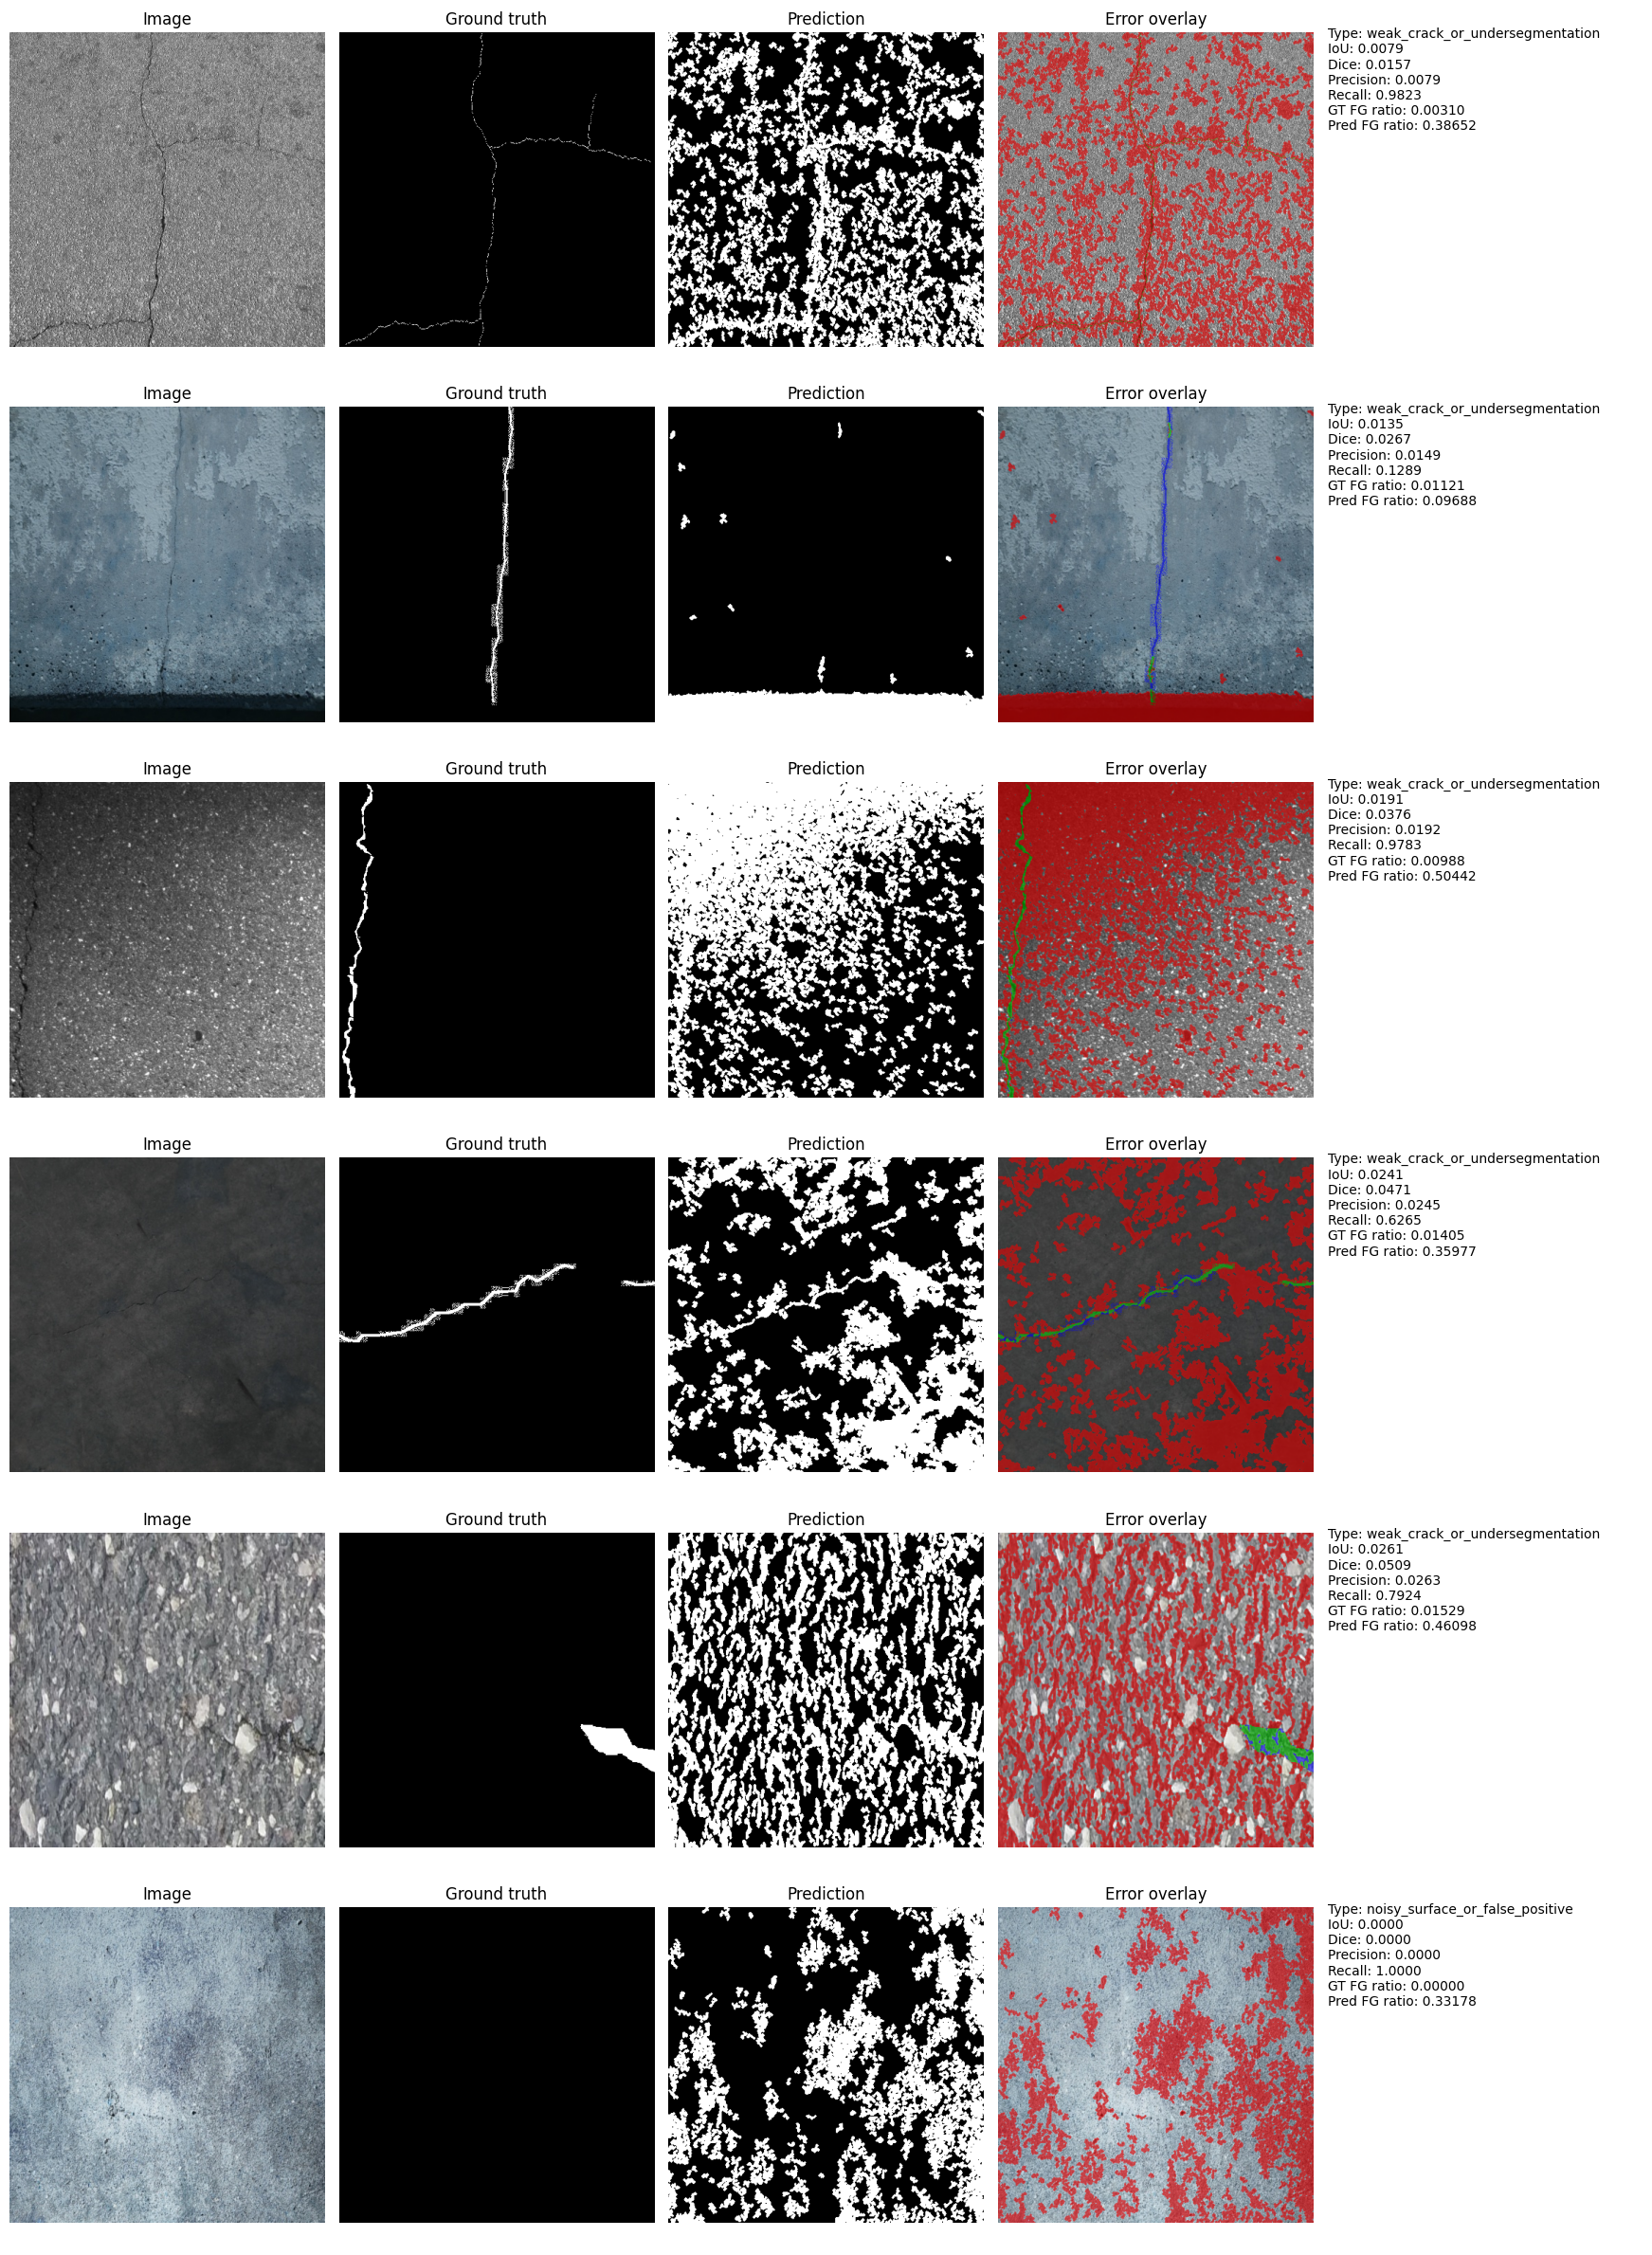 Image Ground truth Prediction Error overlay
Type: weak_crack_or_undersegmentation
IoU: 0.0079
Dice: 0.0157
Precision: 0.0079
Recall: 0.9823
GT FG ratio: 0.00310
Pred FG ratio: 0.38652
Image Ground truth Prediction Error overlay
Type: weak_crack_or_undersegmentation
IoU: 0.0135
Dice: 0.0267
Precision: 0.0149
Recall: 0.1289
GT FG ratio: 0.01121
Pred FG ratio: 0.09688
Image Ground truth Prediction Error overlay
Type: weak_crack_or_undersegmentation
IoU: 0.0191
Dice: 0.0376
Precision: 0.0192
Recall: 0.9783
GT FG ratio: 0.00988
Pred FG ratio: 0.50442
Image Ground truth Prediction Error overlay
Type: weak_crack_or_undersegmentation
IoU: 0.0241
Dice: 0.0471
Precision: 0.0245
Recall: 0.6265
GT FG ratio: 0.01405
Pred FG ratio: 0.35977
Image Ground truth Prediction Error overlay
Type: weak_crack_or_undersegmentation
IoU: 0.0261
Dice: 0.0509
Precision: 0.0263
Recall: 0.7924
GT FG ratio: 0.01529
Pred FG ratio: 0.46098
Image Ground truth Prediction Error overlay
Type: noisy_surface_or_false_positive
IoU: 0.0000
Dice: 0.0000
Precision: 0.0000
Recall: 1.0000
GT FG ratio: 0.00000
Pred FG ratio: 0.33178